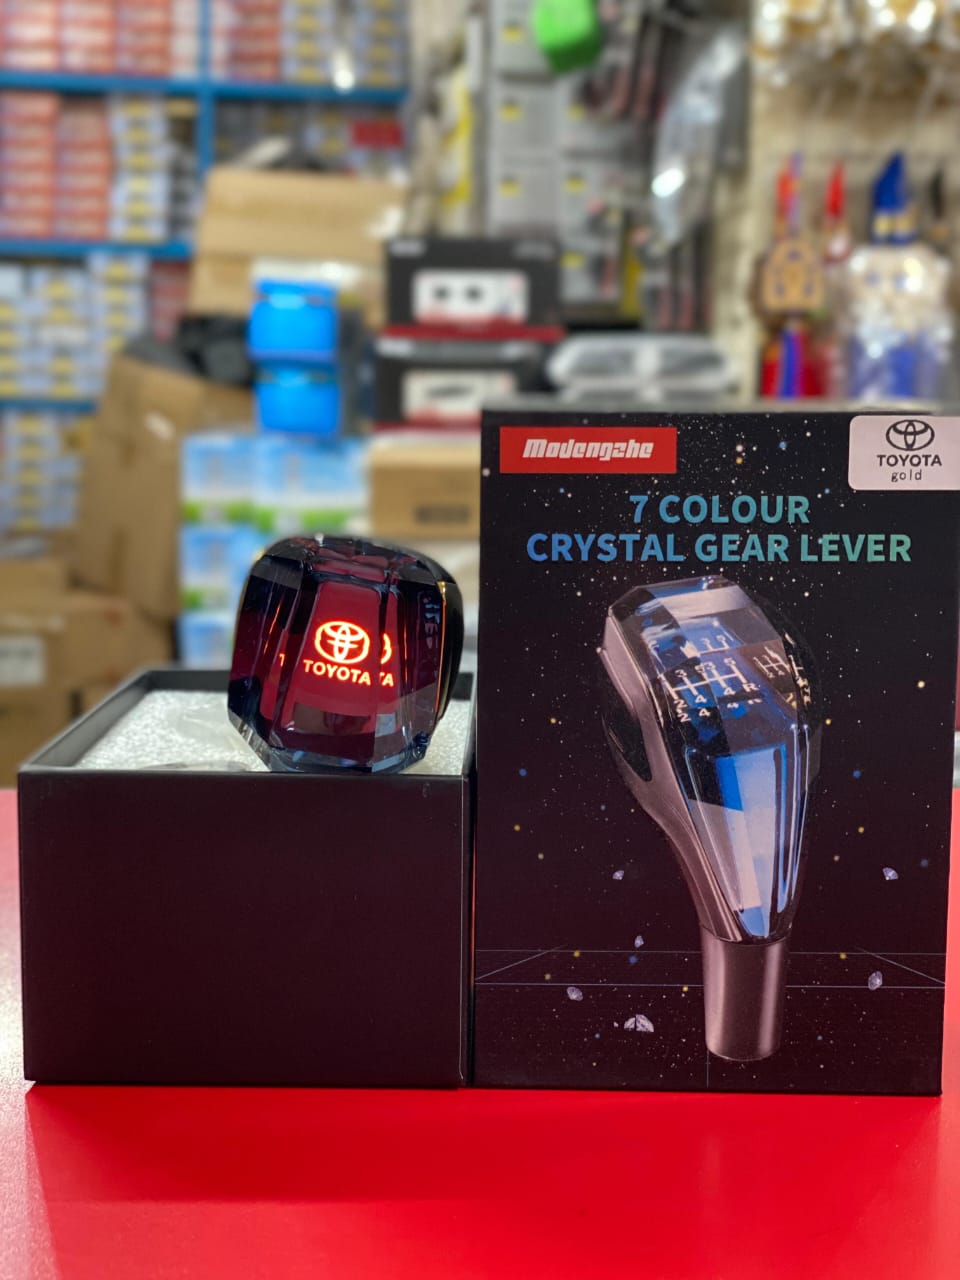 Modengzhe
TOYOTA
gold
7 COLOUR
CRYSTAL GEAR LEVER
TOYOTA